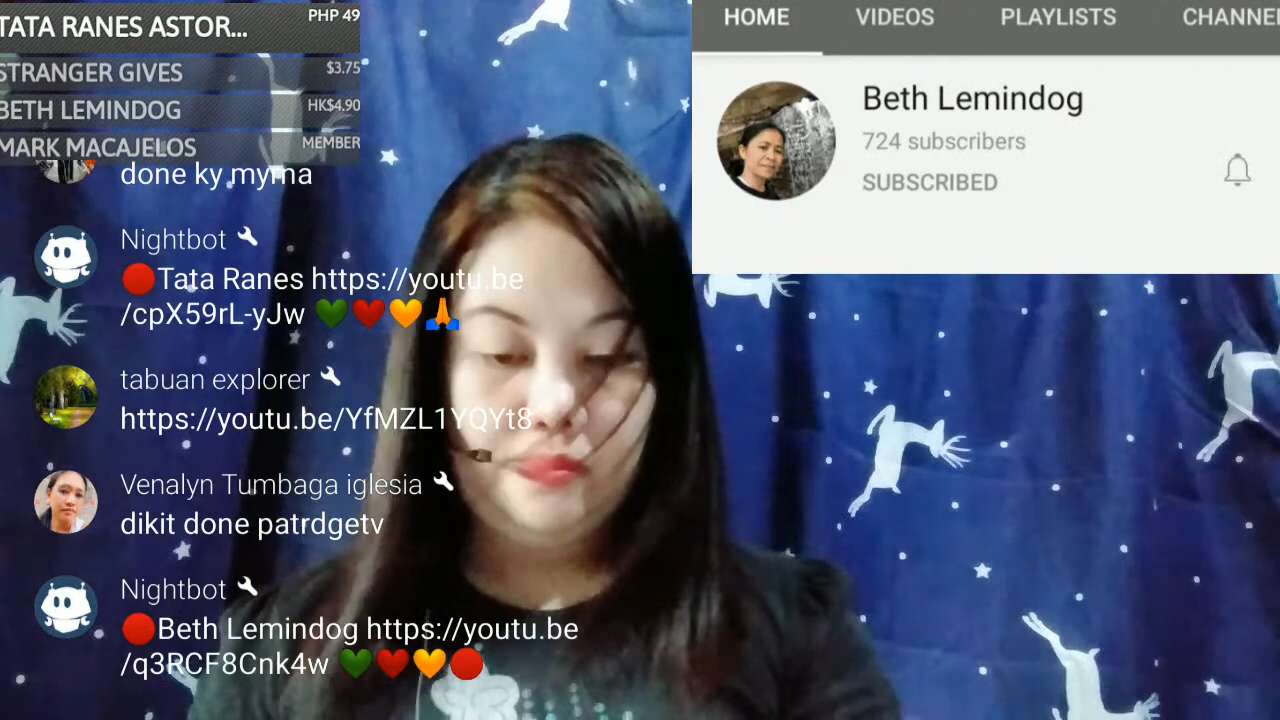 TATA RANES ASTOR...
PHP 49
STRANGER GIVES
$3.75
BETH LEMINDOG
HK$4.90
MARK MACAJELOS
MEMBER
done ky myrna
Nightbot
🔴Tata Ranes https://youtu.be
/cpX59rL-yJw 💚❤️🧡🙏
tabuan explorer
https://youtu.be/YfMZL1YQYt8
Venalyn Tumbaga iglesia
dikit done patrdgetv
Nightbot
🔴Beth Lemindog https://youtu.be
/q3RCF8Cnk4w 💚❤️🧡🔴
HOME VIDEOS PLAYLISTS CHANNE
Beth Lemindog
724 subscribers
SUBSCRIBED